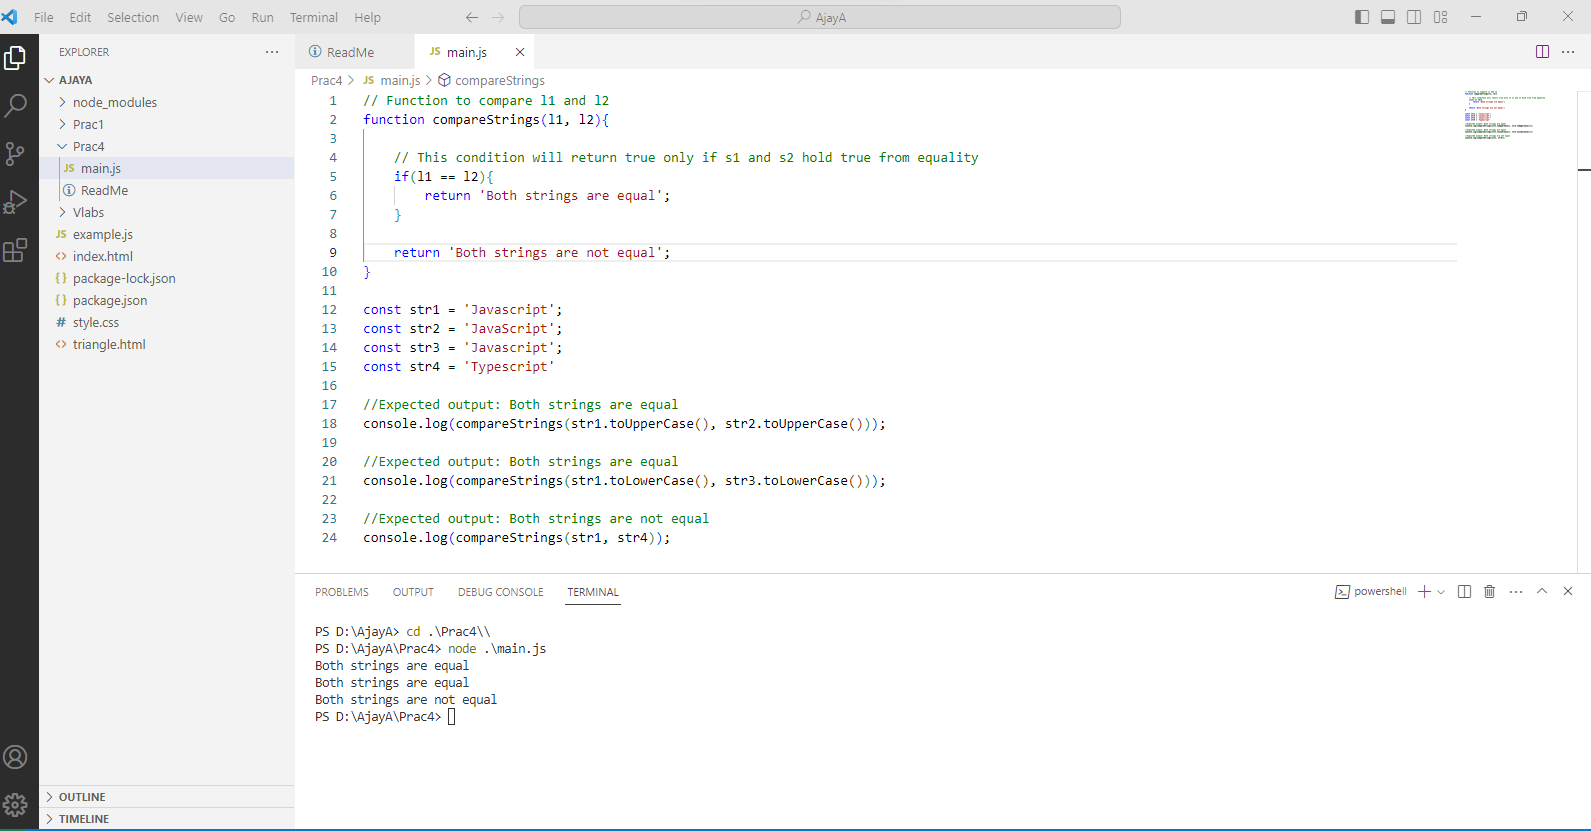 File Edit Selection View Go Run Terminal Help
AjayA
EXPLORER
AJAYA
node_modules
Prac1
Prac4
JS main.js
ReadMe
Vlabs
JS example.js
<> index.html
{} package-lock.json
{} package.json
# style.css
<> triangle.html
OUTLINE
TIMELINE
ReadMe
JS main.js
Prac4 > JS main.js > compareStrings
1 // Function to compare l1 and l2
2 function compareStrings(l1, l2){
3
4 // This condition will return true only if s1 and s2 hold true from equality
5 if(l1 == l2){
6 return 'Both strings are equal';
7 }
8
9 return 'Both strings are not equal';
10 }
11
12 const str1 = 'Javascript';
13 const str2 = 'JavaScript';
14 const str3 = 'Javascript';
15 const str4 = 'Typescript'
16
17 //Expected output: Both strings are equal
18 console.log(compareStrings(str1.toUpperCase(), str2.toUpperCase()));
19
20 //Expected output: Both strings are equal
21 console.log(compareStrings(str1.toLowerCase(), str3.toLowerCase()));
22
23 //Expected output: Both strings are not equal
24 console.log(compareStrings(str1, str4));
PROBLEMS OUTPUT DEBUG CONSOLE TERMINAL
powershell
PS D:\AjayA> cd .\Prac4\\
PS D:\AjayA\Prac4> node .\main.js
Both strings are equal
Both strings are equal
Both strings are not equal
PS D:\AjayA\Prac4>